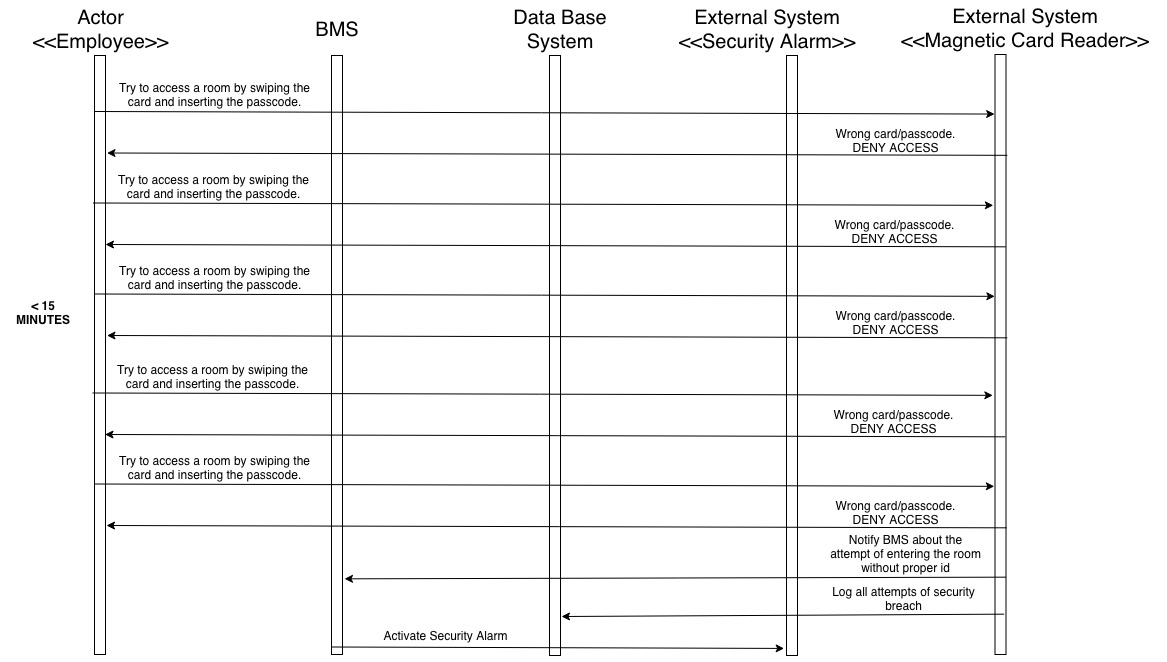 Actor
<<Employee>>
BMS
Data Base
System
External System
<<Security Alarm>>
External System
<<Magnetic Card Reader>>
Try to access a room by swiping the
card and inserting the passcode.
Wrong card/passcode.
DENY ACCESS
Try to access a room by swiping the
card and inserting the passcode.
Wrong card/passcode.
DENY ACCESS
Try to access a room by swiping the
card and inserting the passcode.
< 15
MINUTES
Wrong card/passcode.
DENY ACCESS
Try to access a room by swiping the
card and inserting the passcode.
Wrong card/passcode.
DENY ACCESS
Try to access a room by swiping the
card and inserting the passcode.
Wrong card/passcode.
DENY ACCESS
Notify BMS about the
attempt of entering the room
without proper id
Log all attempts of security
breach
Activate Security Alarm